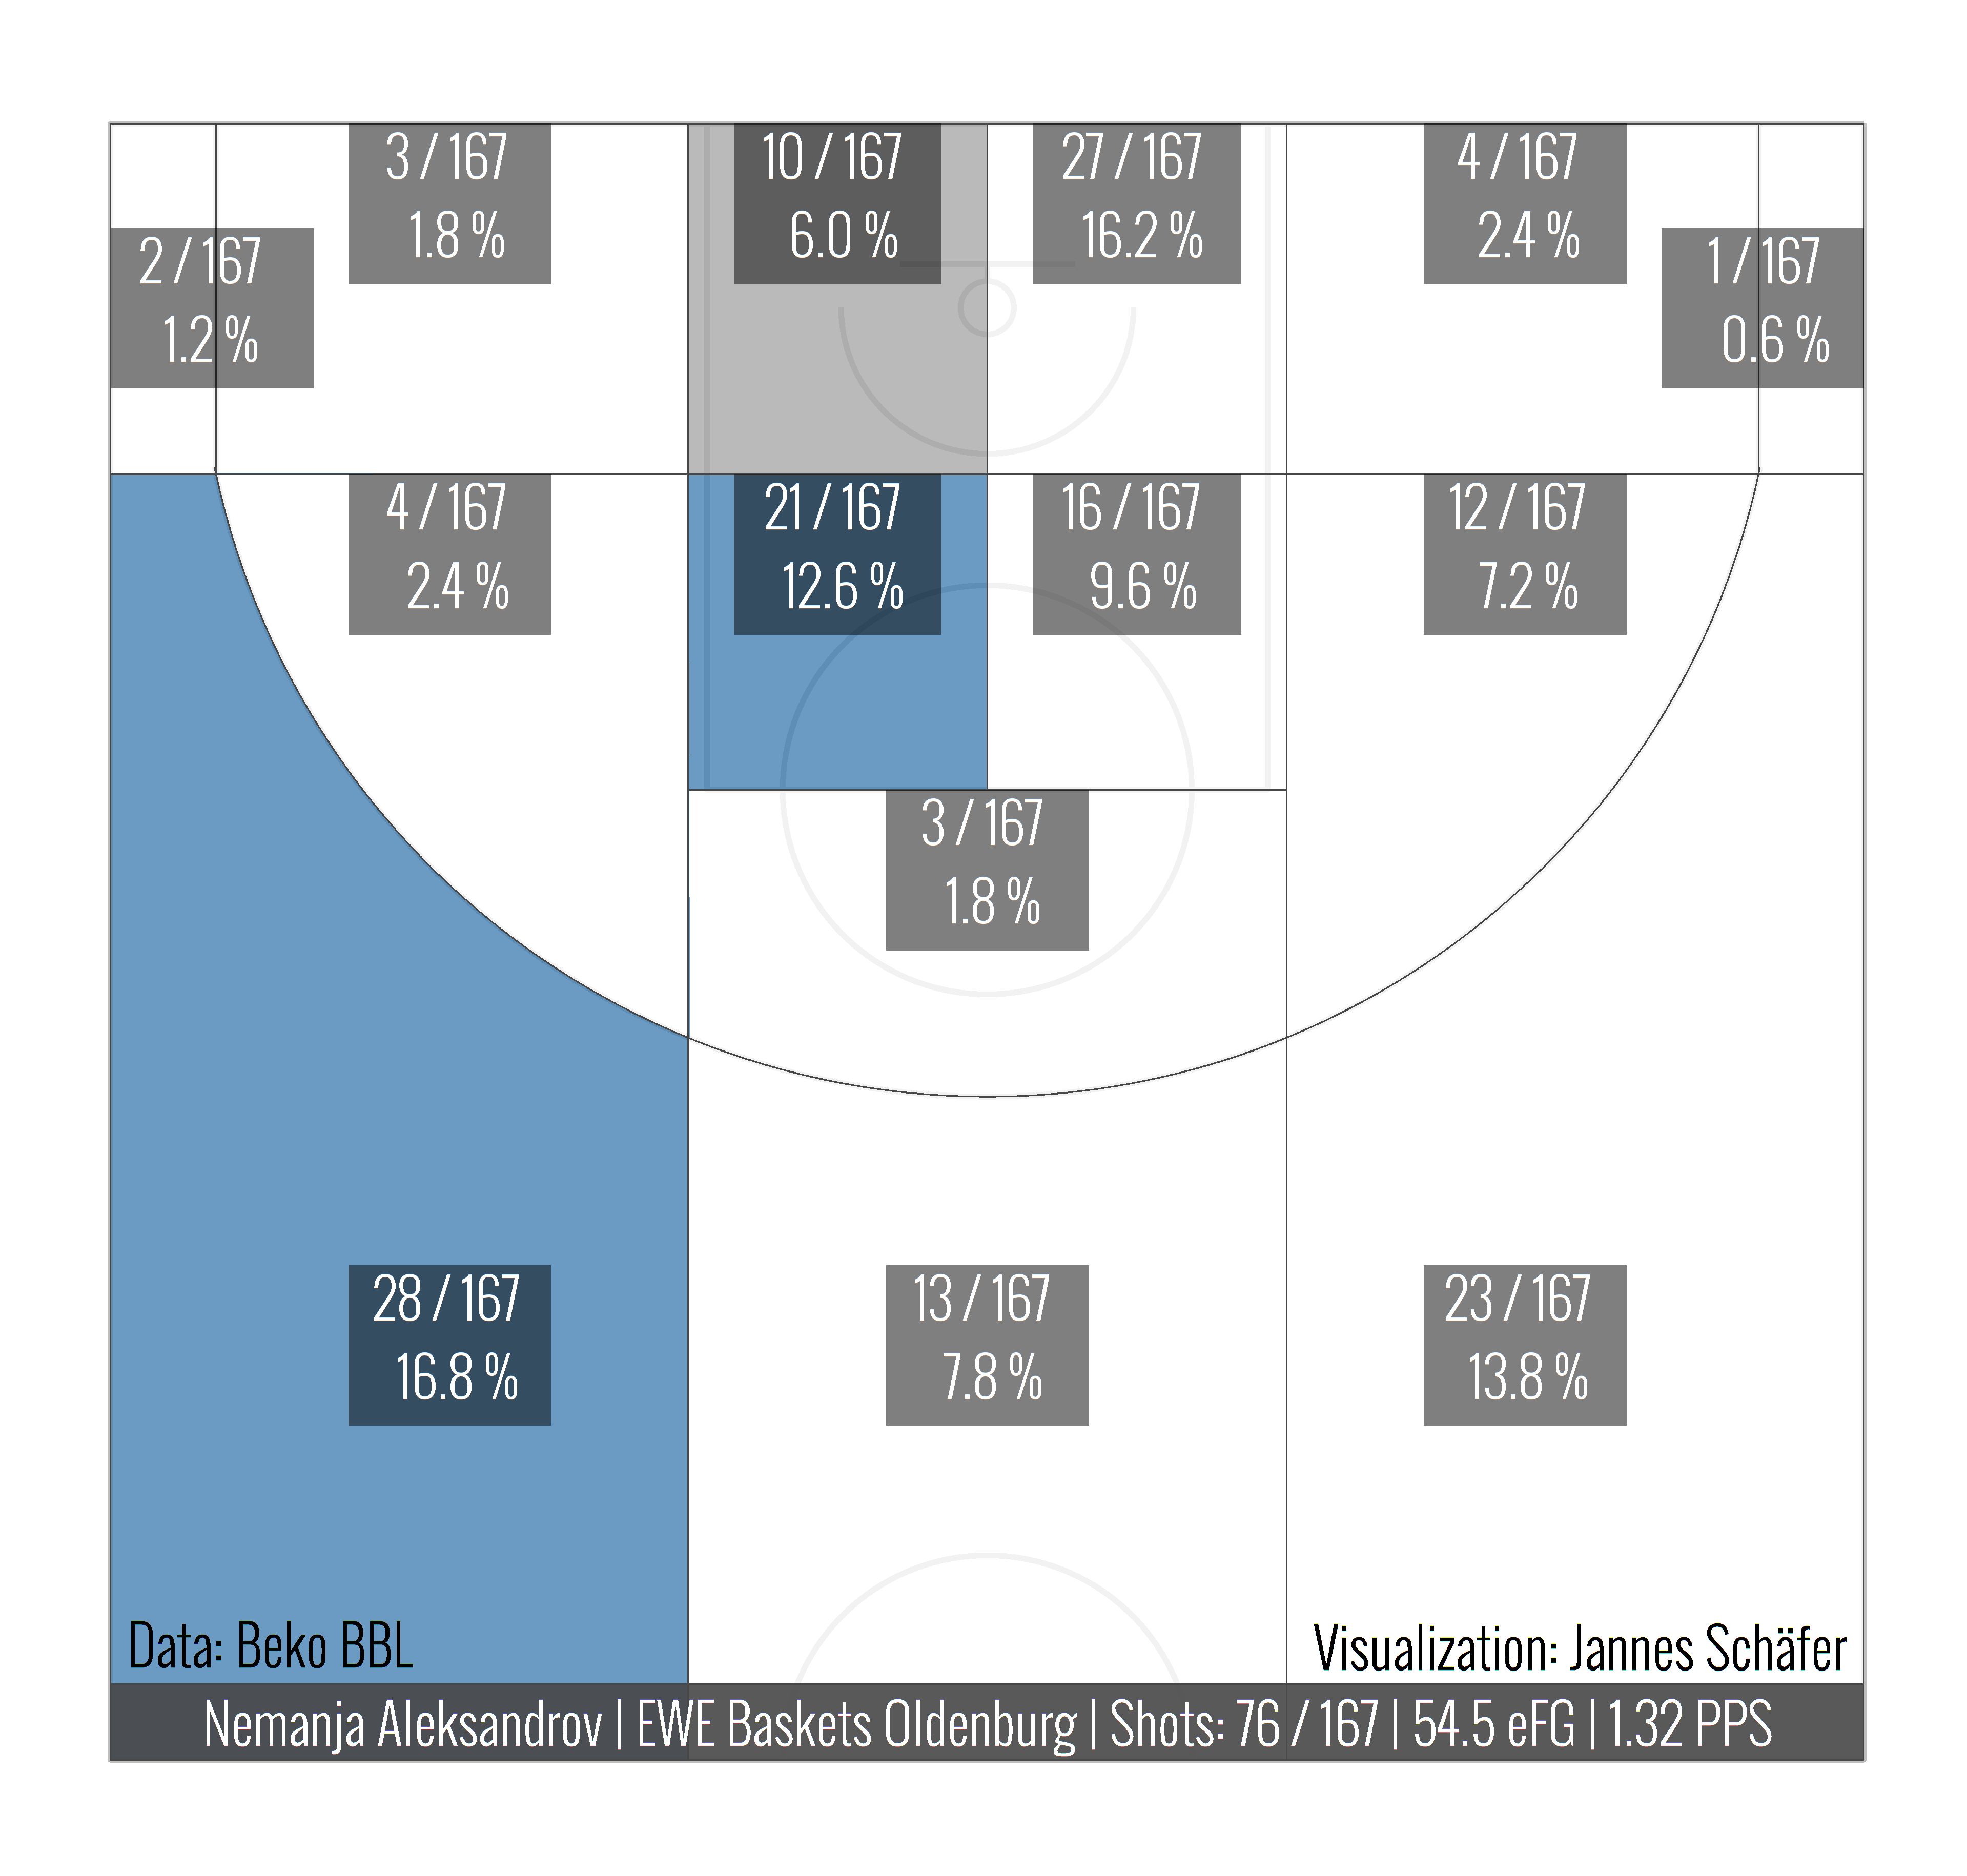 3 / 167
1.8 %
10 / 167
6.0 %
27 / 167
16.2 %
4 / 167
2.4 %
2 / 167
1.2 %
1 / 167
0.6 %
4 / 167
2.4 %
21 / 167
12.6 %
16 / 167
9.6 %
12 / 167
7.2 %
3 / 167
1.8 %
28 / 167
16.8 %
13 / 167
7.8 %
23 / 167
13.8 %
Data: Beko BBL
Visualization: Jannes Schäfer
Nemanja Aleksandrov | EWE Baskets Oldenburg | Shots: 76 / 167 | 54.5 eFG | 1.32 PPS